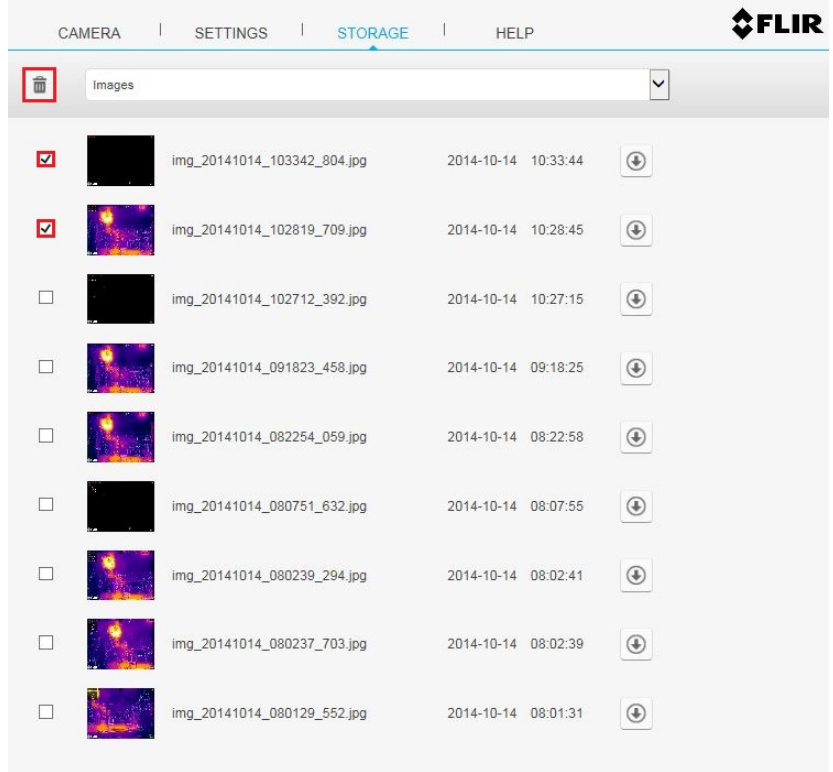 CAMERA | SETTINGS | STORAGE | HELP FLIR
Images
img_20141014_103342_804.jpg 2014-10-14 10:33:44
img_20141014_102819_709.jpg 2014-10-14 10:28:45
img_20141014_102712_392.jpg 2014-10-14 10:27:15
img_20141014_091823_458.jpg 2014-10-14 09:18:25
img_20141014_082254_059.jpg 2014-10-14 08:22:58
img_20141014_080751_632.jpg 2014-10-14 08:07:55
img_20141014_080239_294.jpg 2014-10-14 08:02:41
img_20141014_080237_703.jpg 2014-10-14 08:02:39
img_20141014_080129_552.jpg 2014-10-14 08:01:31